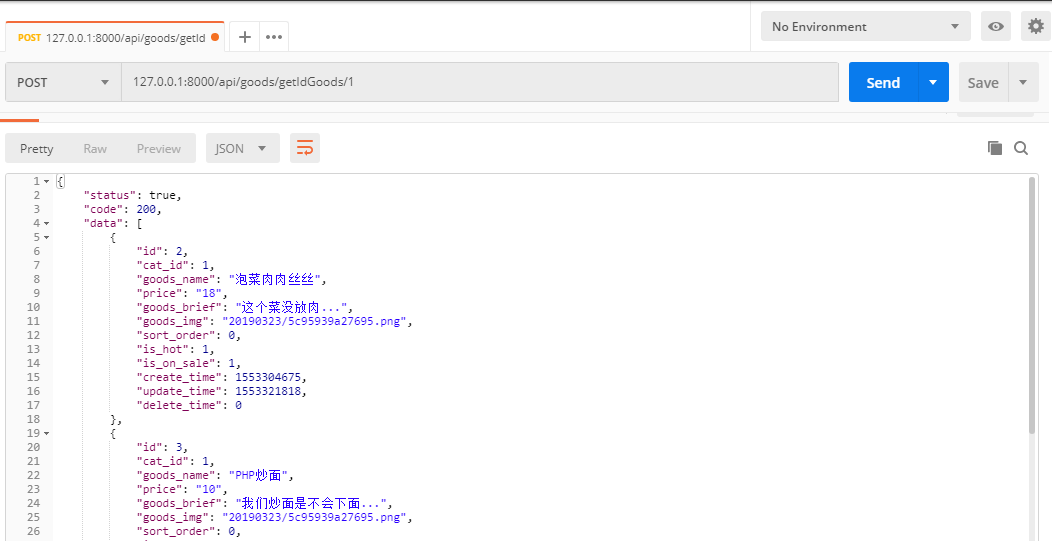 POST 127.0.0.1:8000/api/goods/getId
No Environment
POST 127.0.0.1:8000/api/goods/getIdGoods/1 Send Save
Pretty Raw Preview JSON
1 {
2 "status": true,
3 "code": 200,
4 "data": [
5 {
6 "id": 2,
7 "cat_id": 1,
8 "goods_name": "泡菜肉肉丝丝",
9 "price": "18",
10 "goods_brief": "这个菜没放肉...",
11 "goods_img": "20190323/5c95939a27695.png",
12 "sort_order": 0,
13 "is_hot": 1,
14 "is_on_sale": 1,
15 "create_time": 1553304675,
16 "update_time": 1553321818,
17 "delete_time": 0
18 },
19 {
20 "id": 3,
21 "cat_id": 1,
22 "goods_name": "PHP炒面",
23 "price": "10",
24 "goods_brief": "我们炒面是不会下面...",
25 "goods_img": "20190323/5c95939a27695.png",
26 "sort_order": 0,